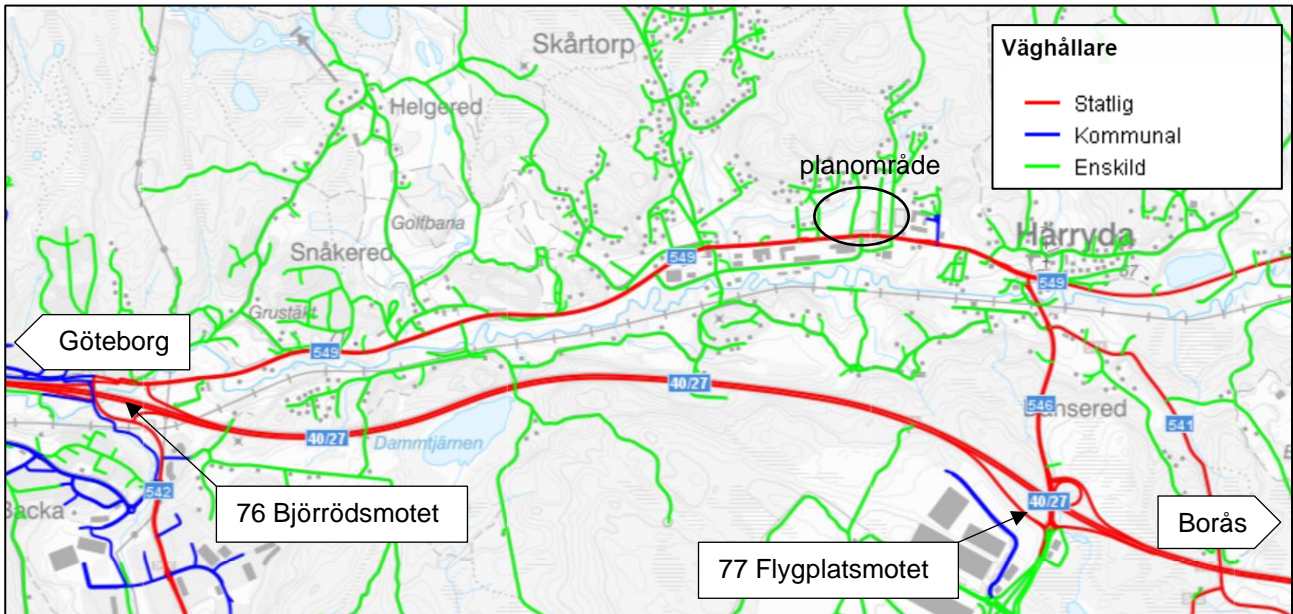 Skårtorp
Väghållare
Statlig
Kommunal
Enskild
Helgered
planområde
Golfbana
Snåkered
Härryda
549
549
67
Grustäkt
Göteborg
549
40/27
546
541
40/27
Dammtjärnen
542
Backa
76 Björrödsmotet
40/27
Borås
77 Flygplatsmotet